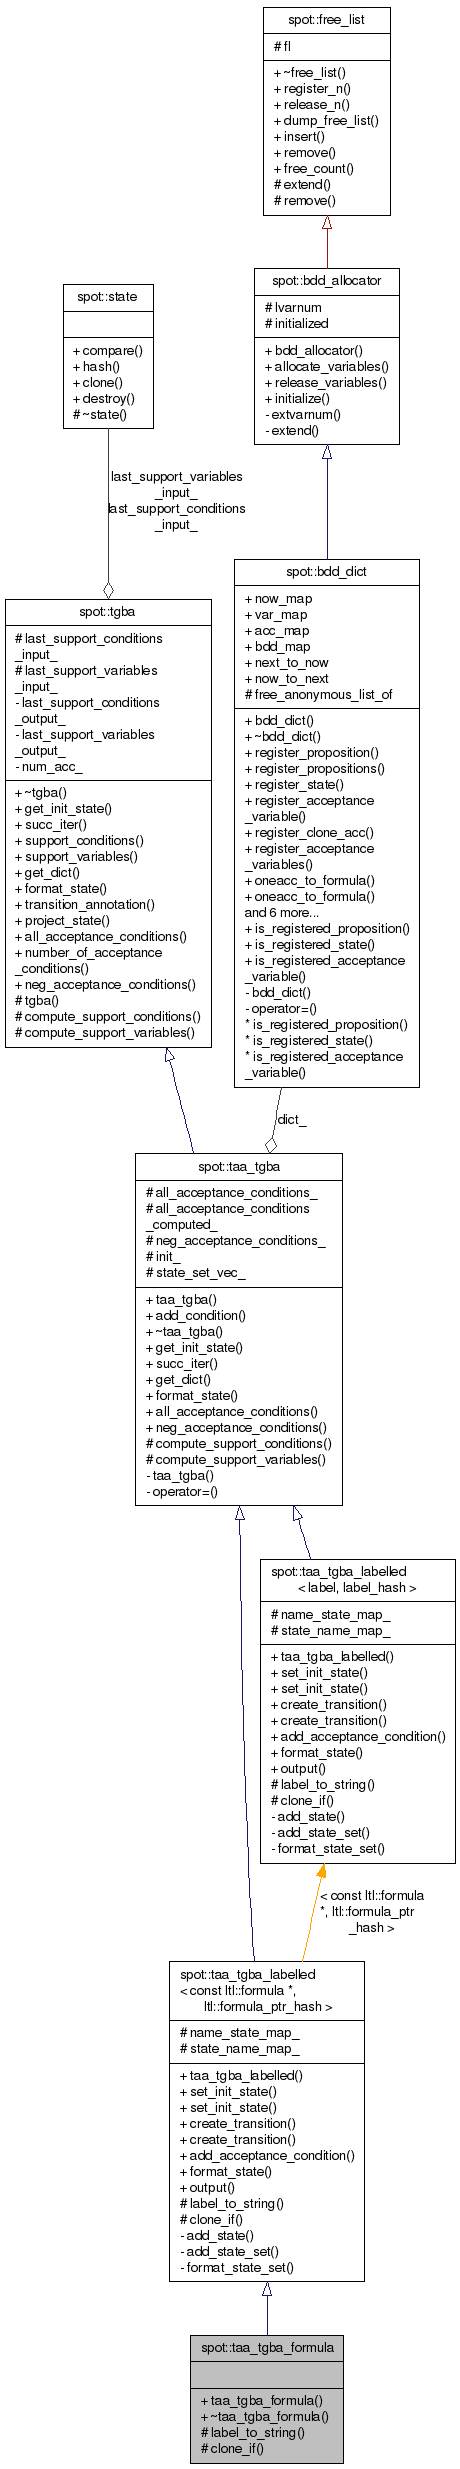 spot::free_list
# fl
+ ~free_list()
+ register_n()
+ release_n()
+ dump_free_list()
+ insert()
+ remove()
+ free_count()
# extend()
# remove()
spot::bdd_allocator
# lvarnum
# initialized
+ bdd_allocator()
+ allocate_variables()
+ release_variables()
+ initialize()
- extvarnum()
- extend()
spot::state
+ compare()
+ hash()
+ clone()
+ destroy()
# ~state()
last_support_variables
_input_
last_support_conditions
_input_
spot::bdd_dict
+ now_map
+ var_map
+ acc_map
+ bdd_map
+ next_to_now
+ now_to_next
# free_anonymous_list_of
+ bdd_dict()
+ ~bdd_dict()
+ register_proposition()
+ register_propositions()
+ register_state()
+ register_acceptance
_variable()
+ register_clone_acc()
+ register_acceptance
_variables()
+ oneacc_to_formula()
+ oneacc_to_formula()
and 6 more...
+ is_registered_proposition()
+ is_registered_state()
+ is_registered_acceptance
_variable()
- bdd_dict()
- operator=()
* is_registered_proposition()
* is_registered_state()
* is_registered_acceptance
_variable()
spot::tgba
# last_support_conditions
_input_
# last_support_variables
_input_
- last_support_conditions
_output_
- last_support_variables
_output_
- num_acc_
+ ~tgba()
+ get_init_state()
+ succ_iter()
+ support_conditions()
+ support_variables()
+ get_dict()
+ format_state()
+ transition_annotation()
+ project_state()
+ all_acceptance_conditions()
+ number_of_acceptance
_conditions()
+ neg_acceptance_conditions()
# tgba()
# compute_support_conditions()
# compute_support_variables()
dict_
spot::taa_tgba
# all_acceptance_conditions_
# all_acceptance_conditions
_computed_
# neg_acceptance_conditions_
# init_
# state_set_vec_
+ taa_tgba()
+ add_condition()
+ ~taa_tgba()
+ get_init_state()
+ succ_iter()
+ get_dict()
+ format_state()
+ all_acceptance_conditions()
+ neg_acceptance_conditions()
# compute_support_conditions()
# compute_support_variables()
- taa_tgba()
- operator=()
spot::taa_tgba_labelled
< label, label_hash >
# name_state_map_
# state_name_map_
+ taa_tgba_labelled()
+ set_init_state()
+ set_init_state()
+ create_transition()
+ create_transition()
+ add_acceptance_condition()
+ format_state()
+ output()
# label_to_string()
# clone_if()
- add_state()
- add_state_set()
- format_state_set()
< const ltl::formula
*, ltl::formula_ptr
_hash >
spot::taa_tgba_labelled
< const ltl::formula *,
ltl::formula_ptr_hash >
# name_state_map_
# state_name_map_
+ taa_tgba_labelled()
+ set_init_state()
+ set_init_state()
+ create_transition()
+ create_transition()
+ add_acceptance_condition()
+ format_state()
+ output()
# label_to_string()
# clone_if()
- add_state()
- add_state_set()
- format_state_set()
spot::taa_tgba_formula
+ taa_tgba_formula()
+ ~taa_tgba_formula()
# label_to_string()
# clone_if()